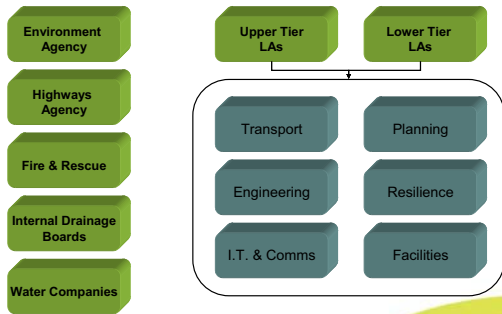 Environment
Agency
Highways
Agency
Fire & Rescue
Internal Drainage
Boards
Water Companies
Upper Tier
LAs
Lower Tier
LAs
Transport
Planning
Engineering
Resilience
I.T. & Comms
Facilities